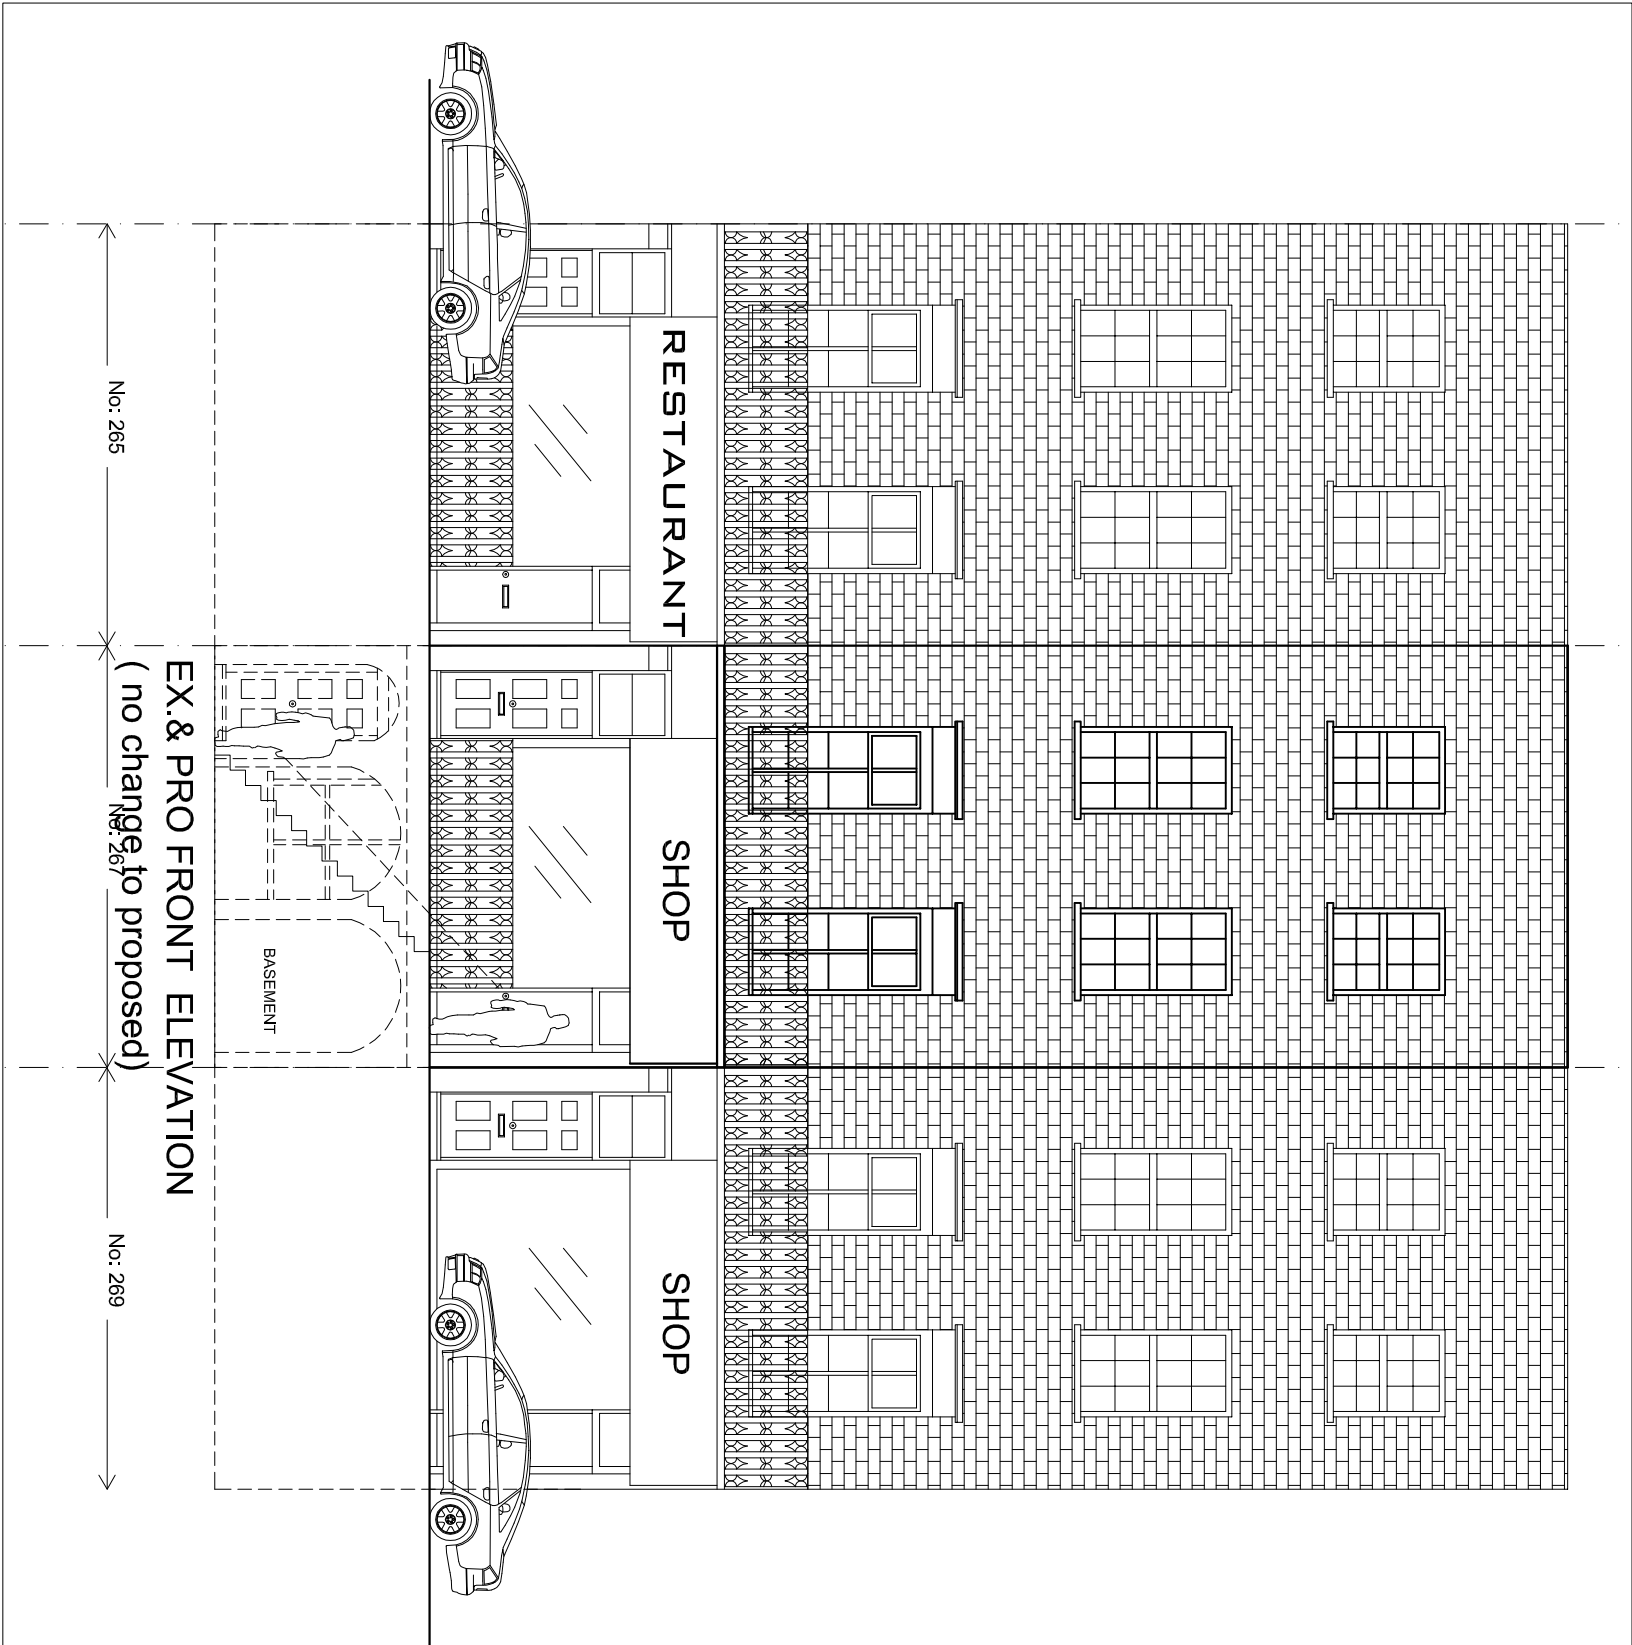 RESTAURANT
SHOP
SHOP
BASEMENT
EX.& PRO FRONT ELEVATION
( no change to proposed)
No: 265
No: 267
No: 269